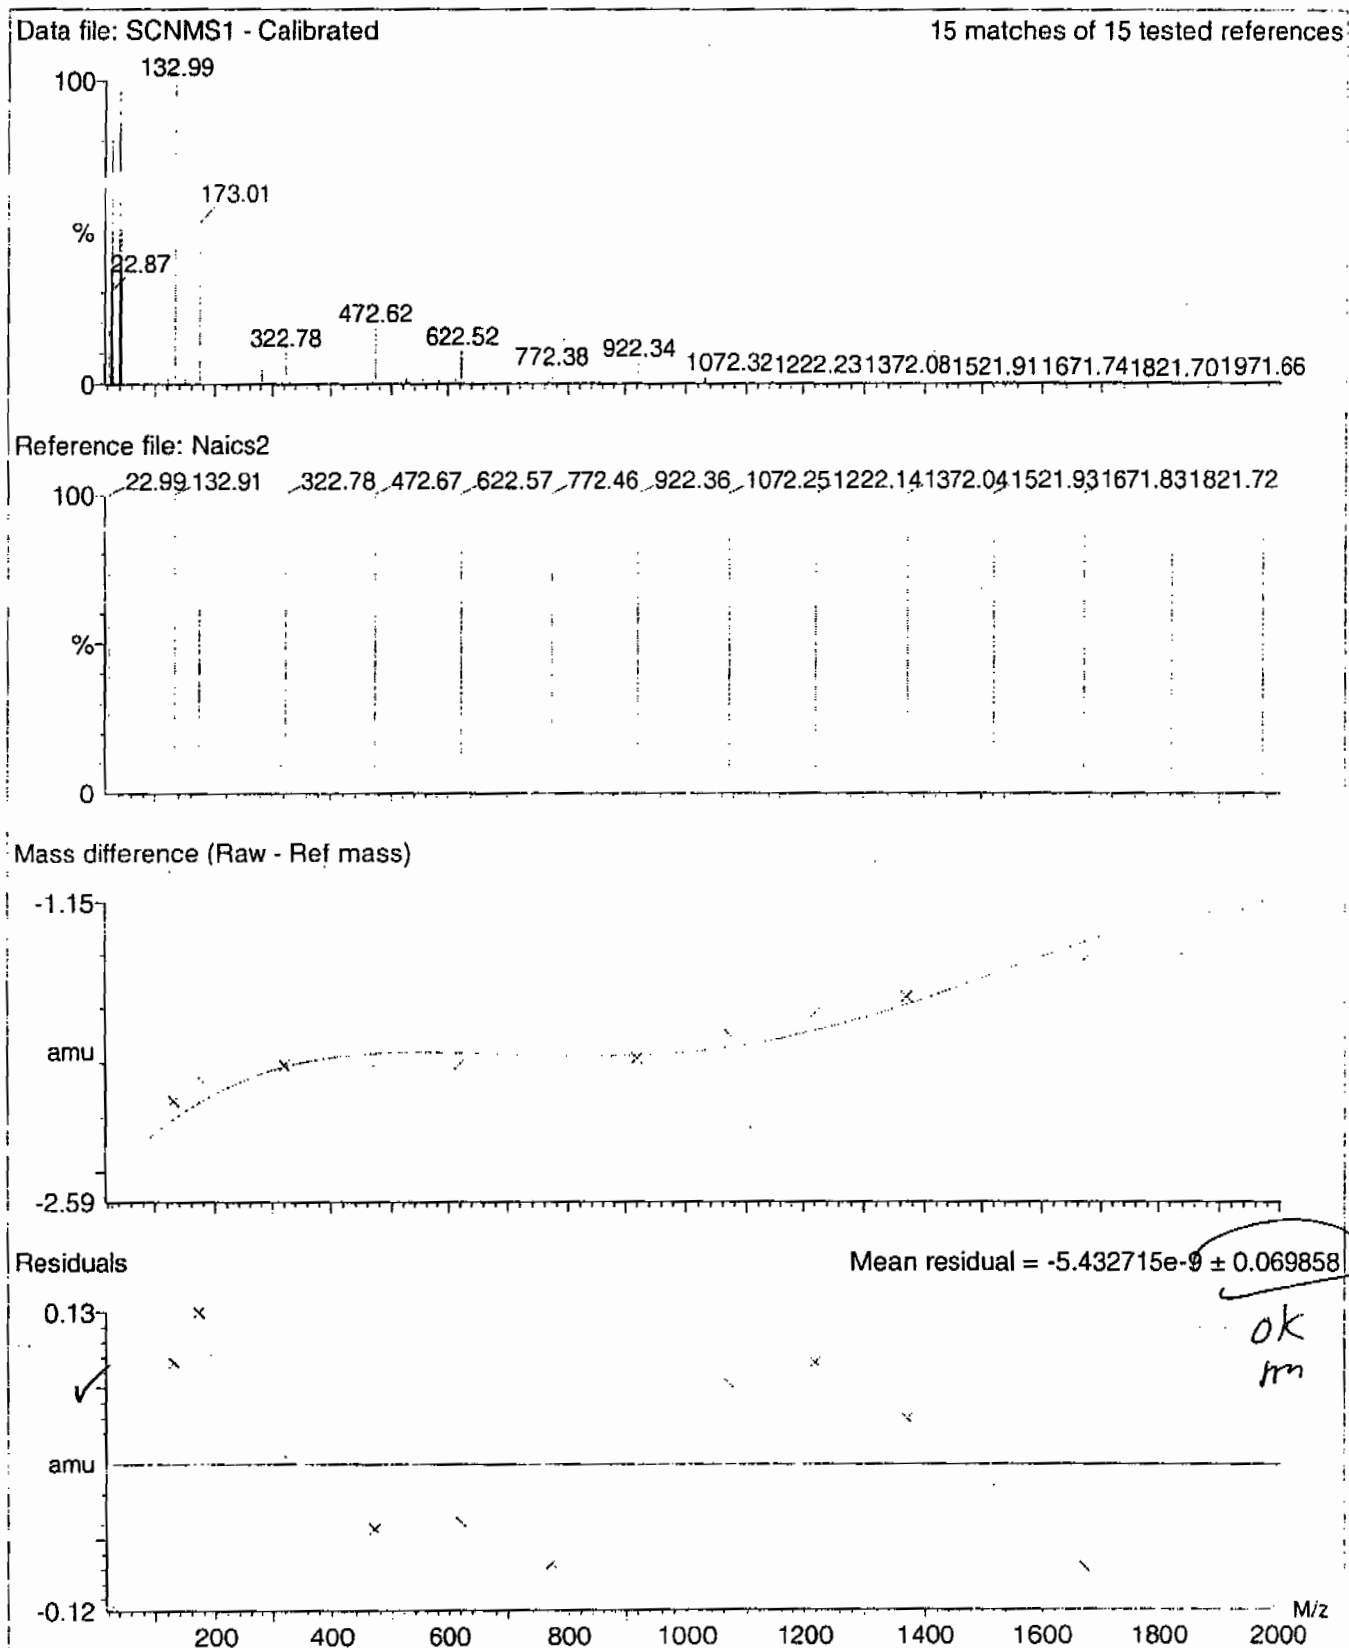 Data file: SCNMS1 - Calibrated 15 matches of 15 tested references
132.99
100
173.01
%
22.87
472.62
322.78 622.52
772.38 922.34
1072.32 1222.23 1372.08 1521.91 1671.74 1821.70 1971.66
0
Reference file: Naics2
22.99 132.91 322.78 472.67 622.57 772.46 922.36 1072.25 1222.14 1372.04 1521.93 1671.83 1821.72
100
%
0
Mass difference (Raw - Ref mass)
-1.15
amu
-2.59
Residuals Mean residual = -5.432715e-9 ± 0.069858
0.13
ok
amu
-0.12
M/z
200 400 600 800 1000 1200 1400 1600 1800 2000